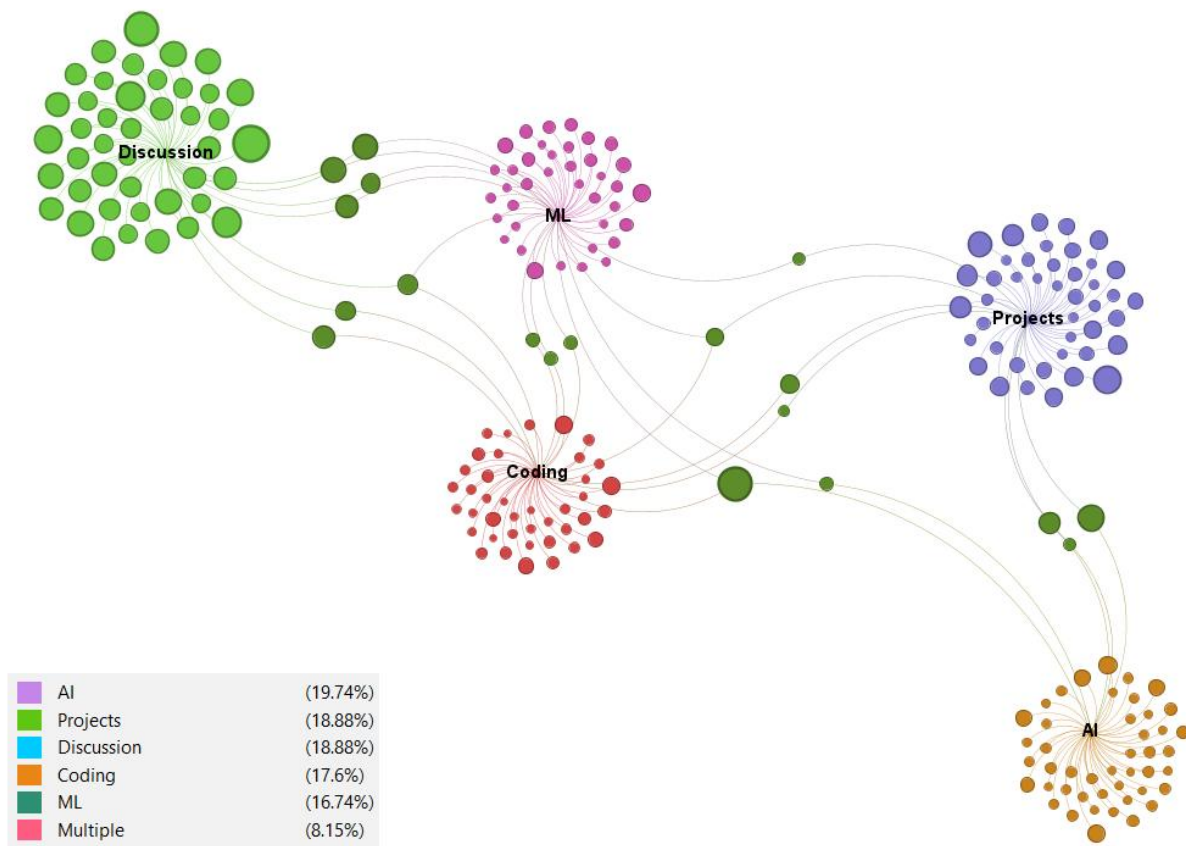 Discussion
ML
Projects
Coding
AI
AI (19.74%)
Projects (18.88%)
Discussion (18.88%)
Coding (17.6%)
ML (16.74%)
Multiple (8.15%)